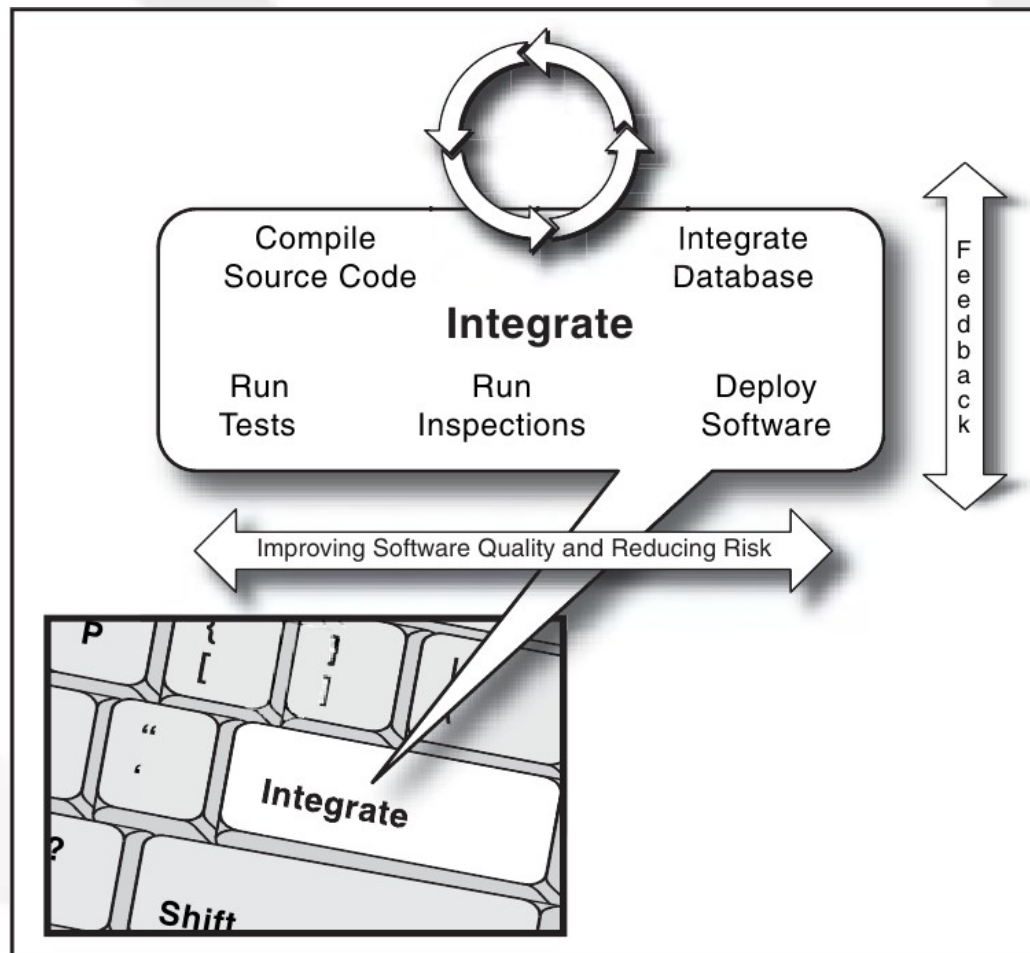 Compile
Source Code
Integrate
Database
Integrate
Run
Tests
Run
Inspections
Deploy
Software
Feedback
Improving Software Quality and Reducing Risk
P
{
[
}
]
“
‘
Integrate
?
Shift